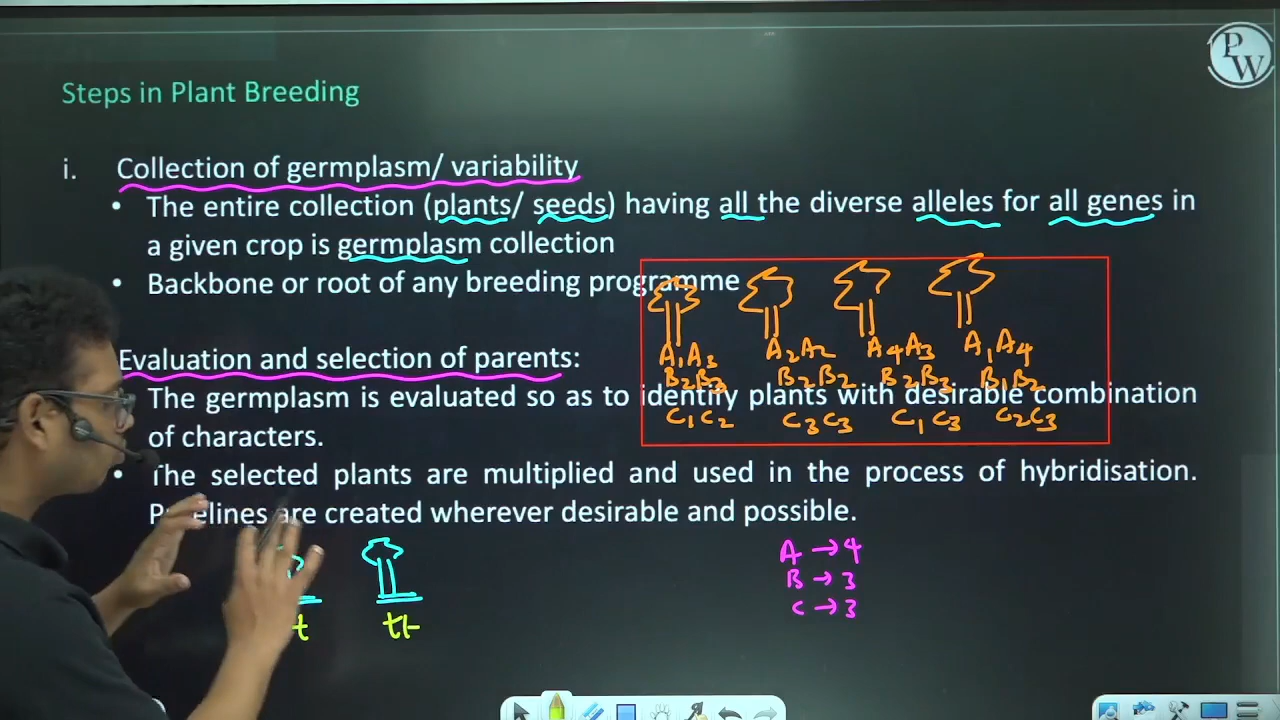 PW
Steps in Plant Breeding
i. Collection of germplasm/ variability
• The entire collection (plants/ seeds) having all the diverse alleles for all genes in
a given crop is germplasm collection
• Backbone or root of any breeding programme
A₁A₃ A₂A₂ A₄A₃ A₁A₄
Evaluation and selection of parents:
B₂B₃ B₂B₂ B₂B₃ B₁B₂
The germplasm is evaluated so as to identify plants with desirable combination
C₁C₂ C₃C₃ C₁C₃ C₂C₃
of characters.
• The selected plants are multiplied and used in the process of hybridisation.
are created wherever desirable and possible.
A → 4
B → 3
C → 3
t